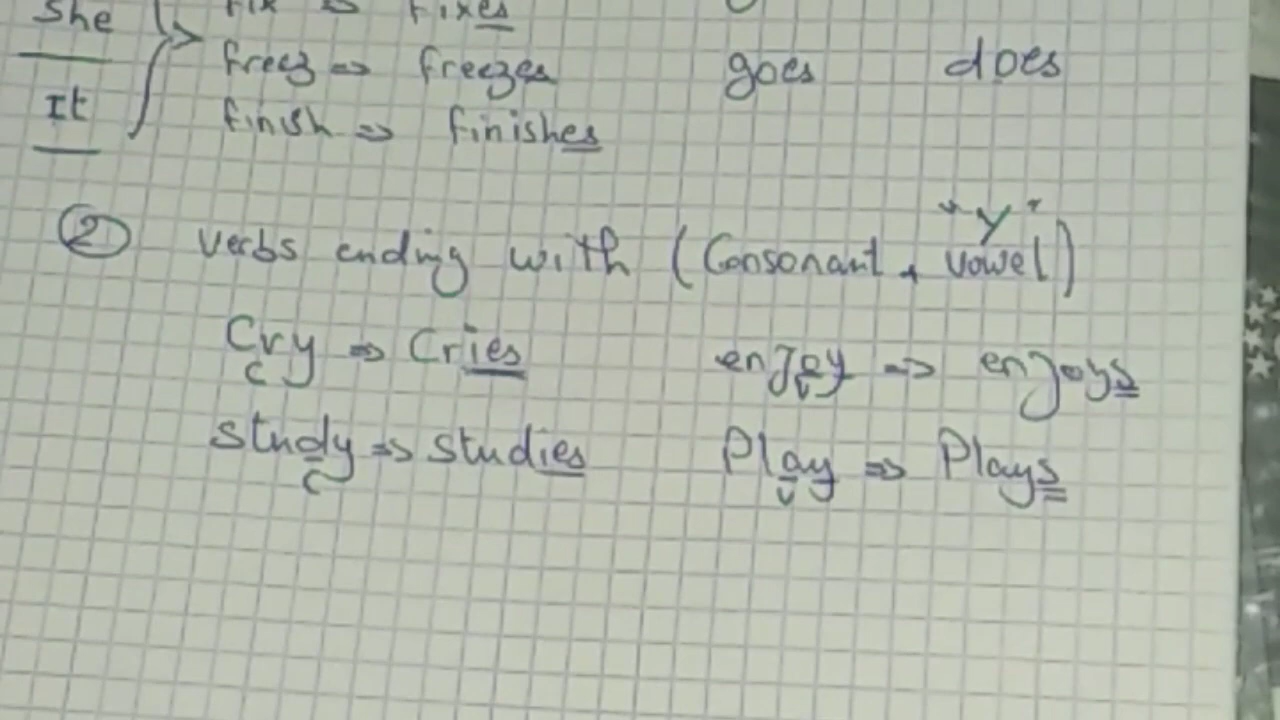 She fix => fixes
freez => freezes goes does
It
finish => finishes
② Verbs ending with (Consonant + vowel) "y"
Cry => Cries enjoy => enjoys
c v
study => studies Play => Plays
c v